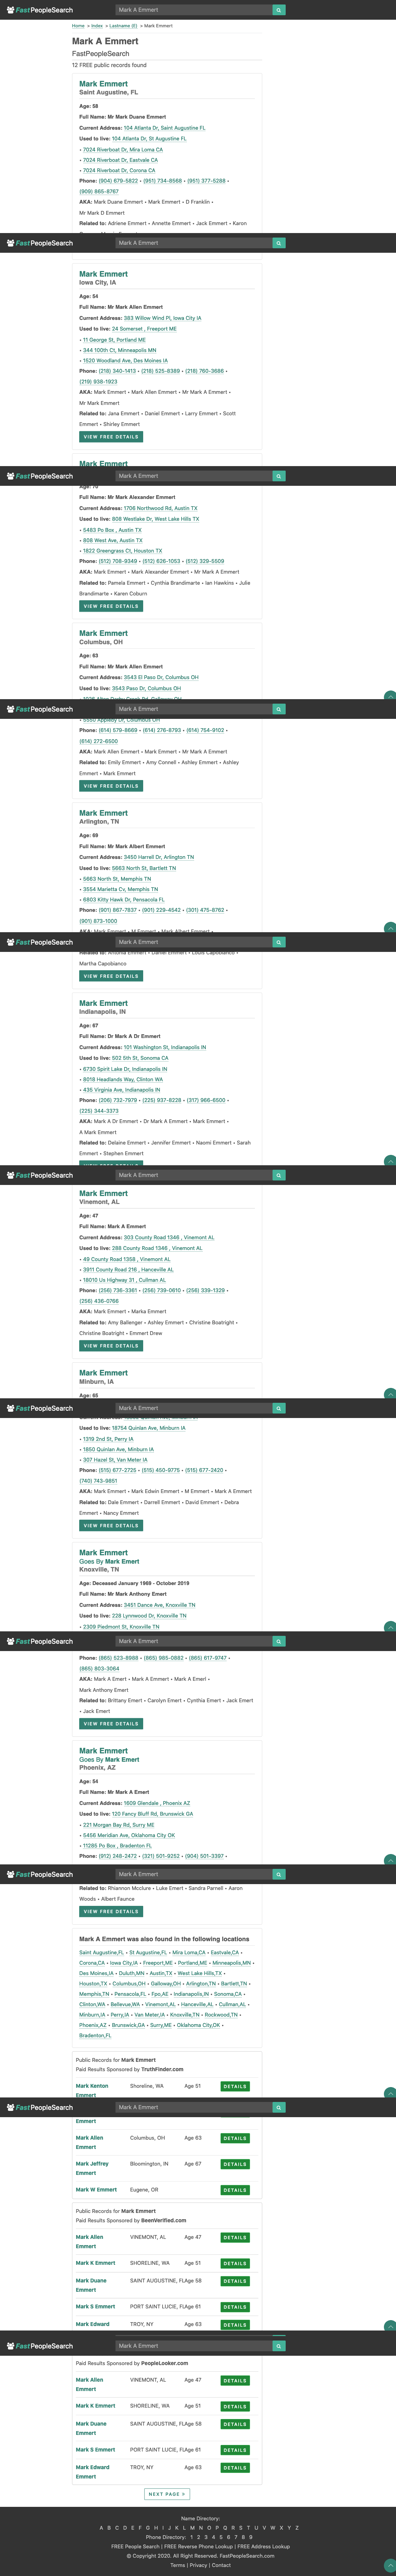 FastPeopleSearch
Mark A Emmert
Home > Index > Lastname (E) > Mark Emmert
Mark A Emmert
FastPeopleSearch
12 FREE public records found
Mark Emmert
Saint Augustine, FL
Age: 58
Full Name: Mr Mark Duane Emmert
Current Address: 104 Atlanta Dr, Saint Augustine FL
Used to live: 104 Atlanta Dr, St Augustine FL
• 7024 Riverboat Dr, Mira Loma CA
• 7024 Riverboat Dr, Eastvale CA
• 7024 Riverboat Dr, Corona CA
Phone: (904) 679-5822 • (951) 734-8568 • (951) 377-5288 •
(909) 865-8767
AKA: Mark Duane Emmert • Mark Emmert • D Franklin •
Mr Mark D Emmert
Related to: Adriene Emmert • Annette Emmert • Jack Emmert • Karon
FastPeopleSearch
Mark A Emmert
Mark Emmert
Iowa City, IA
Age: 54
Full Name: Mr Mark Allen Emmert
Current Address: 383 Willow Wind Pl, Iowa City IA
Used to live: 24 Somerset , Freeport ME
• 11 George St, Portland ME
• 344 100th Ct, Minneapolis MN
• 1520 Woodland Ave, Des Moines IA
Phone: (218) 340-1413 • (218) 525-8389 • (218) 760-3686 •
(219) 938-1923
AKA: Mark Emmert • Mark Allen Emmert • Mr Mark A Emmert •
Mr Mark Emmert
Related to: Jana Emmert • Daniel Emmert • Larry Emmert • Scott
Emmert • Shirley Emmert
VIEW FREE DETAILS
Mark Emmert
FastPeopleSearch
Mark A Emmert
Age: 70
Full Name: Mr Mark Alexander Emmert
Current Address: 1706 Northwood Rd, Austin TX
Used to live: 808 Westlake Dr, West Lake Hills TX
• 5483 Po Box , Austin TX
• 808 West Ave, Austin TX
• 1822 Greengrass Ct, Houston TX
Phone: (512) 708-9349 • (512) 626-1053 • (512) 329-5509
AKA: Mark Emmert • Mark Alexander Emmert • Mr Mark A Emmert
Related to: Pamela Emmert • Cynthia Brandimarte • Ian Hawkins • Julie
Brandimarte • Karen Coburn
VIEW FREE DETAILS
Mark Emmert
Columbus, OH
Age: 63
Full Name: Mr Mark Allen Emmert
Current Address: 3543 El Paso Dr, Columbus OH
Used to live: 3543 Paso Dr, Columbus OH
FastPeopleSearch
Mark A Emmert
• 5550 Appleby Dr, Columbus OH
Phone: (614) 579-8669 • (614) 276-6793 • (614) 754-9102 •
(614) 272-6500
AKA: Mark Allen Emmert • Mark Emmert • Mr Mark A Emmert
Related to: Emily Emmert • Amy Connell • Ashley Emmert • Ashley
Emmert • Mark Emmert
VIEW FREE DETAILS
Mark Emmert
Arlington, TN
Age: 69
Full Name: Mr Mark Albert Emmert
Current Address: 3450 Harrell Dr, Arlington TN
Used to live: 5663 North St, Bartlett TN
• 5663 North St, Memphis TN
• 3554 Marietta Cv, Memphis TN
• 6803 Kitty Hawk Dr, Pensacola FL
Phone: (901) 867-7837 • (901) 229-4542 • (301) 475-8762 •
(901) 873-1000
AKA: Mark Emmert • M Emmert • Mark Albert Emmert •
FastPeopleSearch
Mark A Emmert
Related to: Antonia Emmert • Daniel Emmert • Louis Capobianco •
Martha Capobianco
VIEW FREE DETAILS
Mark Emmert
Indianapolis, IN
Age: 67
Full Name: Dr Mark A Dr Emmert
Current Address: 101 Washington St, Indianapolis IN
Used to live: 502 5th St, Sonoma CA
• 6730 Spirit Lake Dr, Indianapolis IN
• 8018 Headlands Way, Clinton WA
• 435 Virginia Ave, Indianapolis IN
Phone: (206) 732-7979 • (225) 937-8228 • (317) 966-6500 •
(225) 344-3373
AKA: Mark A Dr Emmert • Dr Mark A Emmert • Mark Emmert •
A Mark Emmert
Related to: Delaine Emmert • Jennifer Emmert • Naomi Emmert • Sarah
Emmert • Stephen Emmert
VIEW FREE DETAILS
FastPeopleSearch
Mark A Emmert
Mark Emmert
Vinemont, AL
Age: 47
Full Name: Mark A Emmert
Current Address: 303 County Road 1346 , Vinemont AL
Used to live: 288 County Road 1346 , Vinemont AL
• 49 County Road 1358 , Vinemont AL
• 3911 County Road 216 , Hanceville AL
• 18010 Us Highway 31 , Cullman AL
Phone: (256) 736-3361 • (256) 739-0610 • (256) 339-1329 •
(256) 436-0766
AKA: Mark Emmert • Marka Emmert
Related to: Amy Ballenger • Ashley Emmert • Christine Boatright •
Christine Boatright • Emmert Drew
VIEW FREE DETAILS
Mark Emmert
Minburn, IA
Age: 65
FastPeopleSearch
Mark A Emmert
Used to live: 18754 Quinlan Ave, Minburn IA
• 1319 2nd St, Perry IA
• 1850 Quinlan Ave, Minburn IA
• 307 Hazel St, Van Meter IA
Phone: (515) 677-2725 • (515) 450-9775 • (515) 677-2420 •
(740) 743-9851
AKA: Mark Emmert • Mark Edwin Emmert • M Emmert • Mark A Emmert
Related to: Dale Emmert • Darrell Emmert • David Emmert • Debra
Emmert • Nancy Emmert
VIEW FREE DETAILS
Mark Emmert
Goes By Mark Emert
Knoxville, TN
Age: Deceased January 1969 - October 2019
Full Name: Mr Mark Anthony Emert
Current Address: 3451 Dance Ave, Knoxville TN
Used to live: 228 Lynnwood Dr, Knoxville TN
• 2309 Piedmont St, Knoxville TN
FastPeopleSearch
Mark A Emmert
Phone: (865) 523-8988 • (865) 985-0882 • (865) 617-9747 •
(865) 803-3064
AKA: Mark A Emert • Mark A Emmert • Mark A Emerl •
Mark Anthony Emert
Related to: Brittany Emert • Carolyn Emert • Cynthia Emert • Jack Emert
• Jack Emert
VIEW FREE DETAILS
Mark Emmert
Goes By Mark Emert
Phoenix, AZ
Age: 54
Full Name: Mr Mark A Emert
Current Address: 1609 Glendale , Phoenix AZ
Used to live: 120 Fancy Bluff Rd, Brunswick GA
• 221 Morgan Bay Rd, Surry ME
• 5456 Meridian Ave, Oklahoma City OK
• 11285 Po Box , Bradenton FL
Phone: (912) 248-2472 • (321) 501-9252 • (904) 501-3397 •
FastPeopleSearch
Mark A Emmert
Related to: Rhiannon Mcclure • Luke Emert • Sandra Parnell • Aaron
Woods • Albert Faunce
VIEW FREE DETAILS
Mark A Emmert was also found in the following locations
Saint Augustine,FL • St Augustine,FL • Mira Loma,CA • Eastvale,CA •
Corona,CA • Iowa City,IA • Freeport,ME • Portland,ME • Minneapolis,MN •
Des Moines,IA • Duluth,MN • Austin,TX • West Lake Hills,TX •
Houston,TX • Columbus,OH • Galloway,OH • Arlington,TN • Bartlett,TN •
Memphis,TN • Pensacola,FL • Fpo,AE • Indianapolis,IN • Sonoma,CA •
Clinton,WA • Bellevue,WA • Vinemont,AL • Hanceville,AL • Cullman,AL •
Minburn,IA • Perry,IA • Van Meter,IA • Knoxville,TN • Rockwood,TN •
Phoenix,AZ • Brunswick,GA • Surry,ME • Oklahoma City,OK •
Bradenton,FL
Public Records for Mark Emmert
Paid Results Sponsored by TruthFinder.com
Mark Kenton Emmert Shoreline, WA Age 51 DETAILS
FastPeopleSearch
Mark A Emmert
Emmert
Mark Allen Emmert Columbus, OH Age 63 DETAILS
Mark Jeffrey Emmert Bloomington, IN Age 67 DETAILS
Mark W Emmert Eugene, OR DETAILS
Public Records for Mark Emmert
Paid Results Sponsored by BeenVerified.com
Mark Allen Emmert VINEMONT, AL Age 47 DETAILS
Mark K Emmert SHORELINE, WA Age 51 DETAILS
Mark Duane Emmert SAINT AUGUSTINE, FL Age 58 DETAILS
Mark S Emmert PORT SAINT LUCIE, FL Age 61 DETAILS
Mark Edward TROY, NY Age 63 DETAILS
FastPeopleSearch
Mark A Emmert
Paid Results Sponsored by PeopleLooker.com
Mark Allen Emmert VINEMONT, AL Age 47 DETAILS
Mark K Emmert SHORELINE, WA Age 51 DETAILS
Mark Duane Emmert SAINT AUGUSTINE, FL Age 58 DETAILS
Mark S Emmert PORT SAINT LUCIE, FL Age 61 DETAILS
Mark Edward Emmert TROY, NY Age 63 DETAILS
NEXT PAGE >
Name Directory:
A B C D E F G H I J K L M N O P Q R S T U V W X Y Z
Phone Directory: 1 2 3 4 5 6 7 8 9
FREE People Search | FREE Reverse Phone Lookup | FREE Address Lookup
© Copyright 2020. All Right Reserved. FastPeopleSearch.com
Terms | Privacy | Contact